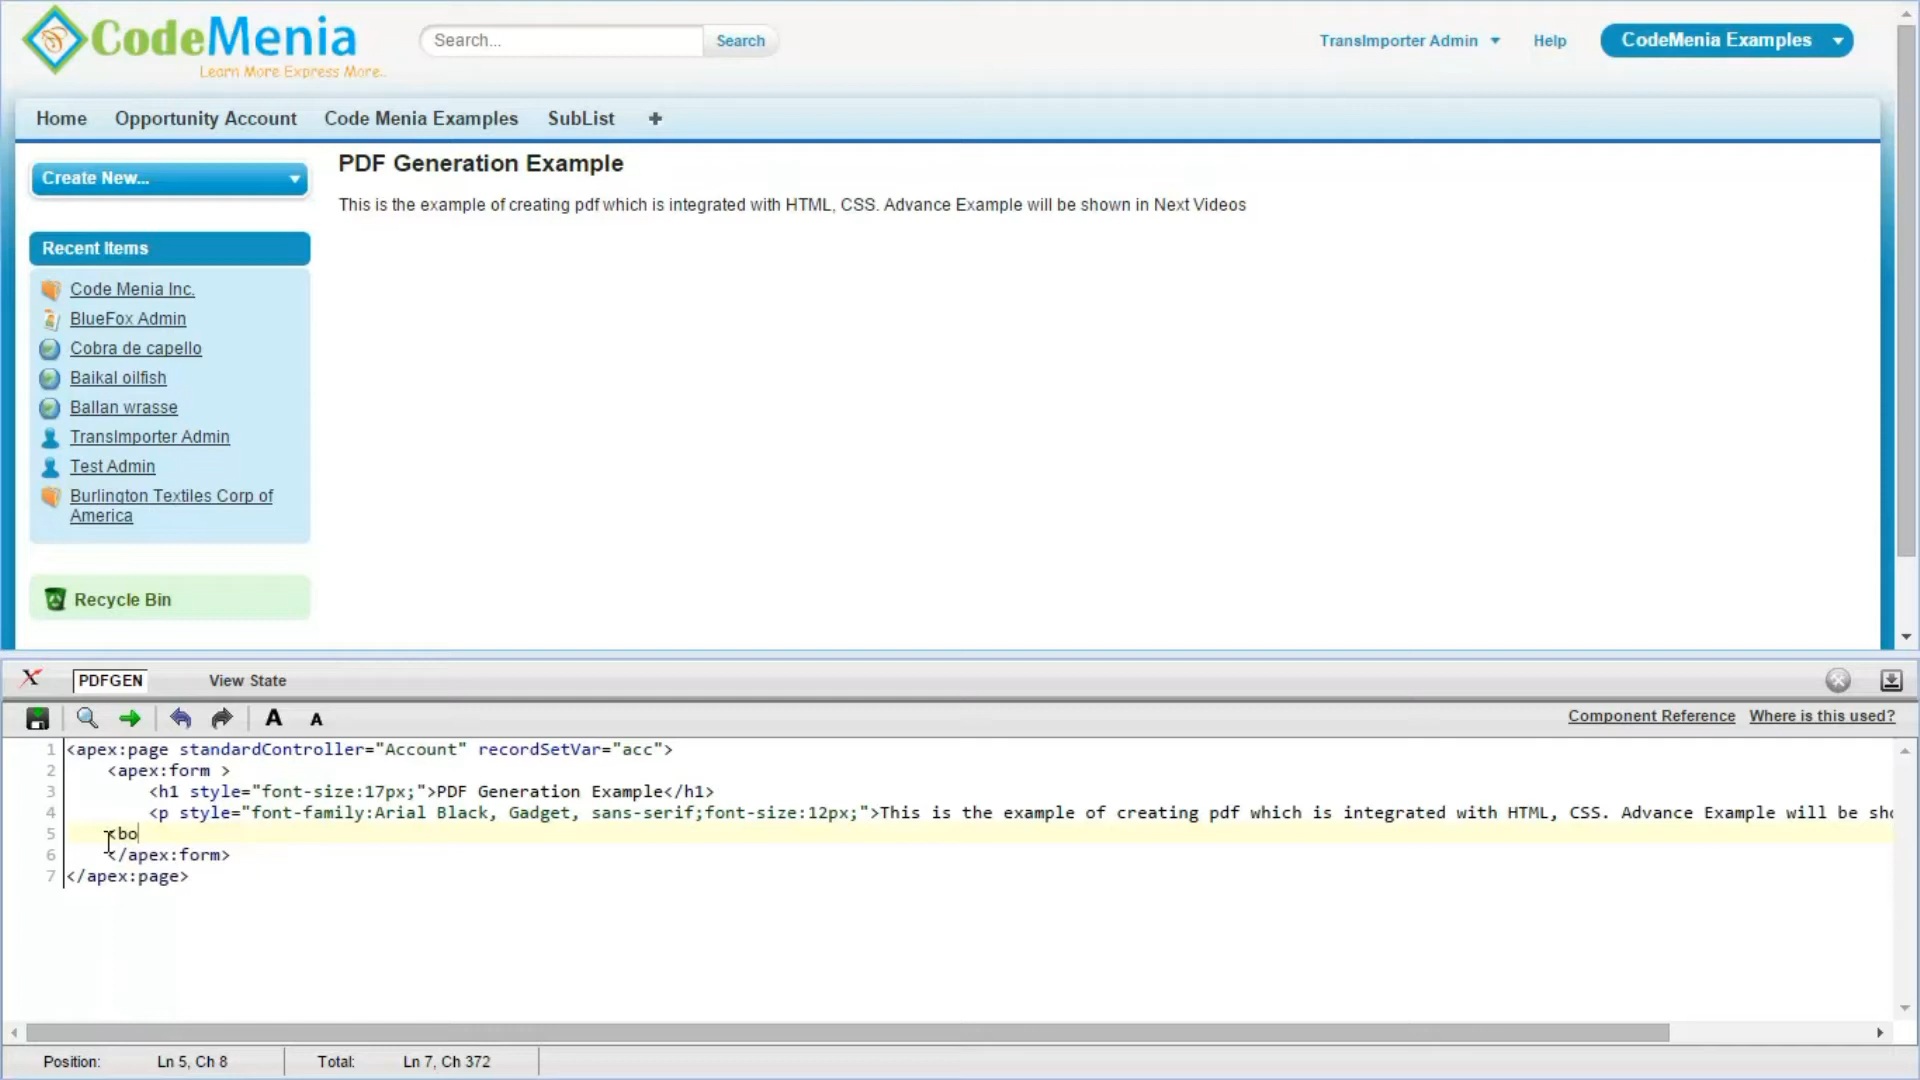 CodeMenia
Learn More Express More..
Search...
Search
TransImporter Admin
Help
CodeMenia Examples
Home
Opportunity Account
Code Menia Examples
SubList
+
Create New...
PDF Generation Example
This is the example of creating pdf which is integrated with HTML, CSS. Advance Example will be shown in Next Videos
Recent Items
Code Menia Inc.
BlueFox Admin
Cobra de capello
Baikal oilfish
Ballan wrasse
TransImporter Admin
Test Admin
Burlington Textiles Corp of
America
Recycle Bin
PDFGEN
View State
A
A
Component Reference
Where is this used?
1 <apex:page standardController="Account" recordSetVar="acc">
2 <apex:form >
3 <h1 style="font-size:17px;">PDF Generation Example</h1>
4 <p style="font-family:Arial Black, Gadget, sans-serif;font-size:12px;">This is the example of creating pdf which is integrated with HTML, CSS. Advance Example will be sho
5 <bo
6 </apex:form>
7 </apex:page>
Position:
Ln 5, Ch 8
Total:
Ln 7, Ch 372